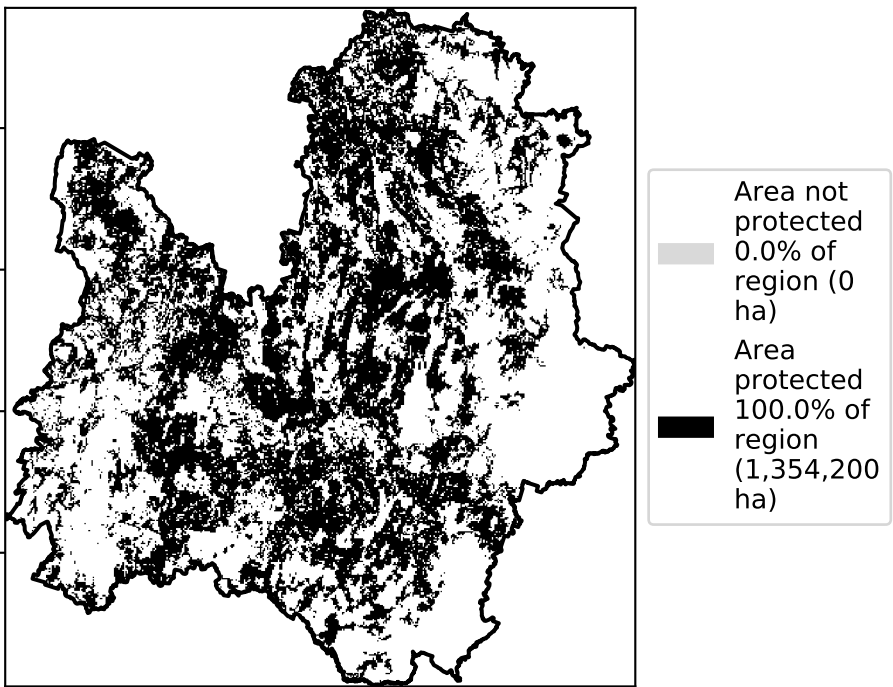 Area not
protected
0.0% of
region (0
ha)
Area
protected
100.0% of
region
(1,354,200
ha)